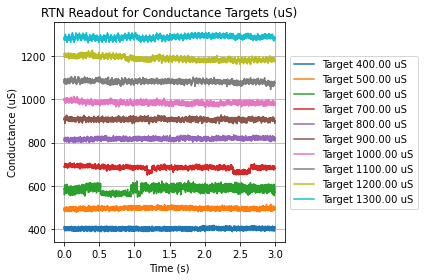 RTN Readout for Conductance Targets (uS)
Conductance (uS)
1200
1000
800
600
400
0.0 0.5 1.0 1.5 2.0 2.5 3.0
Time (s)
Target 400.00 uS
Target 500.00 uS
Target 600.00 uS
Target 700.00 uS
Target 800.00 uS
Target 900.00 uS
Target 1000.00 uS
Target 1100.00 uS
Target 1200.00 uS
Target 1300.00 uS